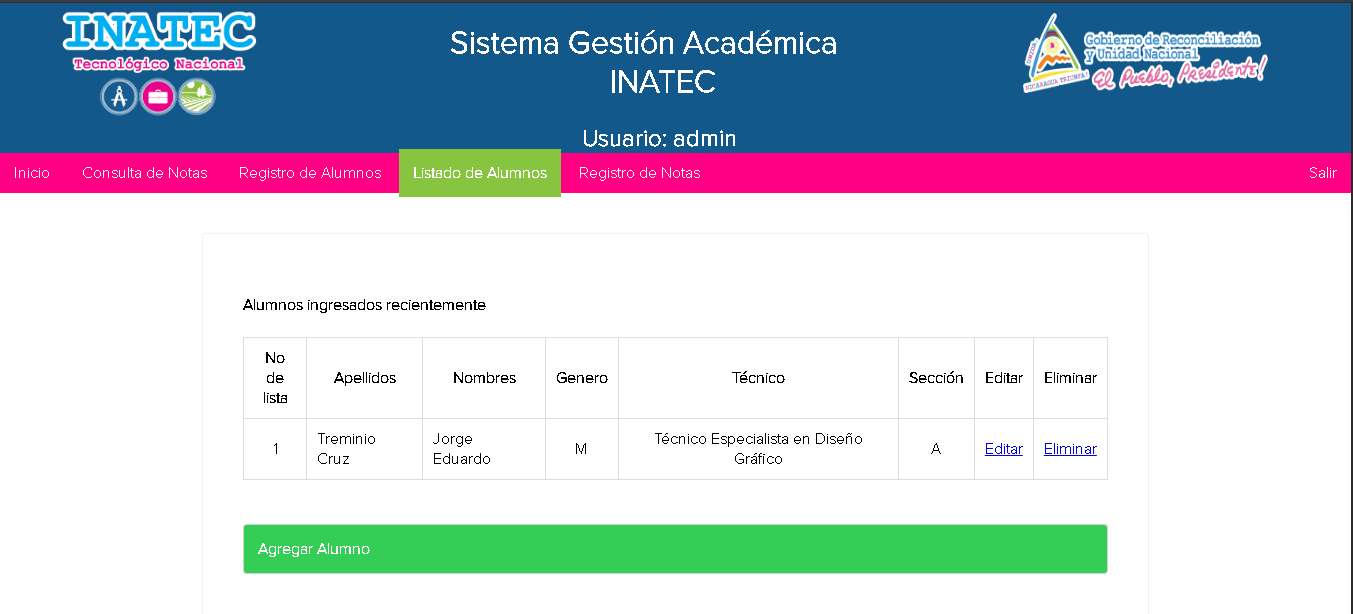 INATEC
Tecnológico Nacional
Sistema Gestión Académica
INATEC
Usuario: admin
UNIDA
NICARAGUA TRIUNFA
Gobierno de Reconciliación
y Unidad Nacional
El Pueblo, Presidente!
Inicio Consulta de Notas Registro de Alumnos Listado de Alumnos Registro de Notas Salir
Alumnos ingresados recientemente
No
de
lista
Apellidos Nombres Genero Técnico Sección Editar Eliminar
1
Treminio
Cruz
Jorge
Eduardo
M
Técnico Especialista en Diseño
Gráfico
A
Editar
Eliminar
Agregar Alumno